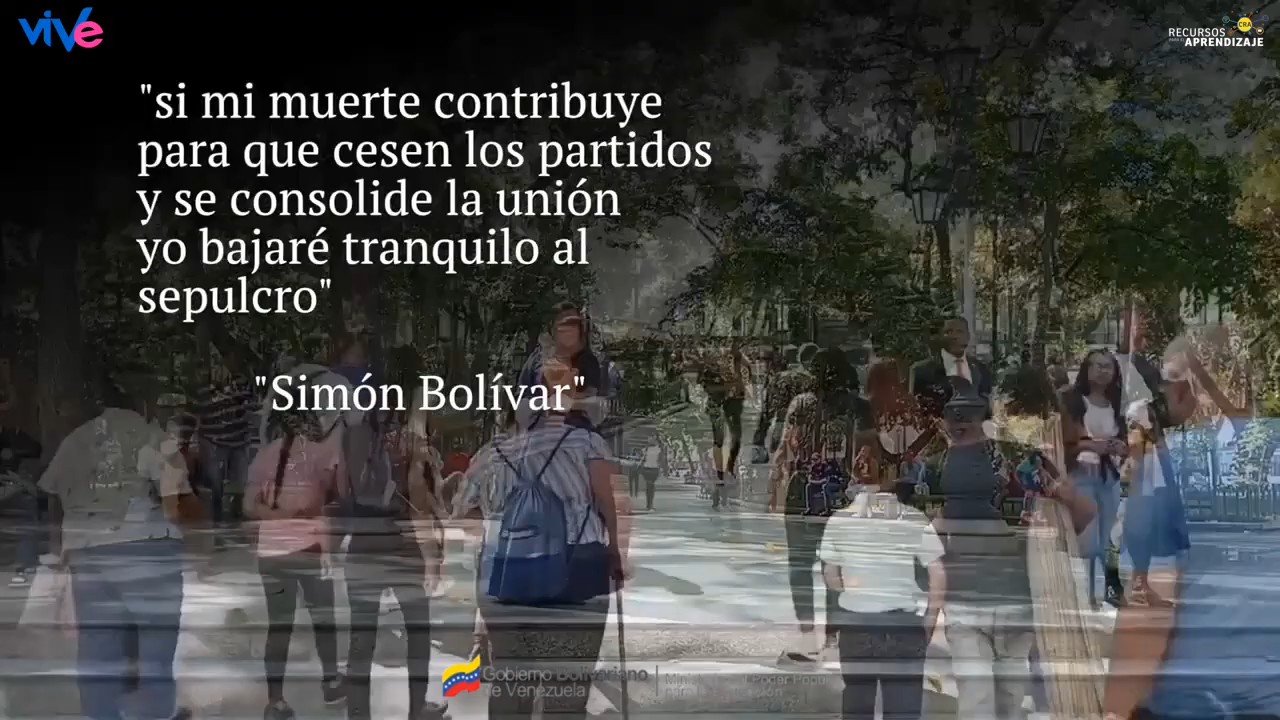 vive
RECURSOS
CRA
APRENDIZAJE
"si mi muerte contribuye
para que cesen los partidos
y se consolide la unión
yo bajaré tranquilo al
sepulcro"
"Simón Bolívar"
Gobierno Bolivariano
de Venezuela